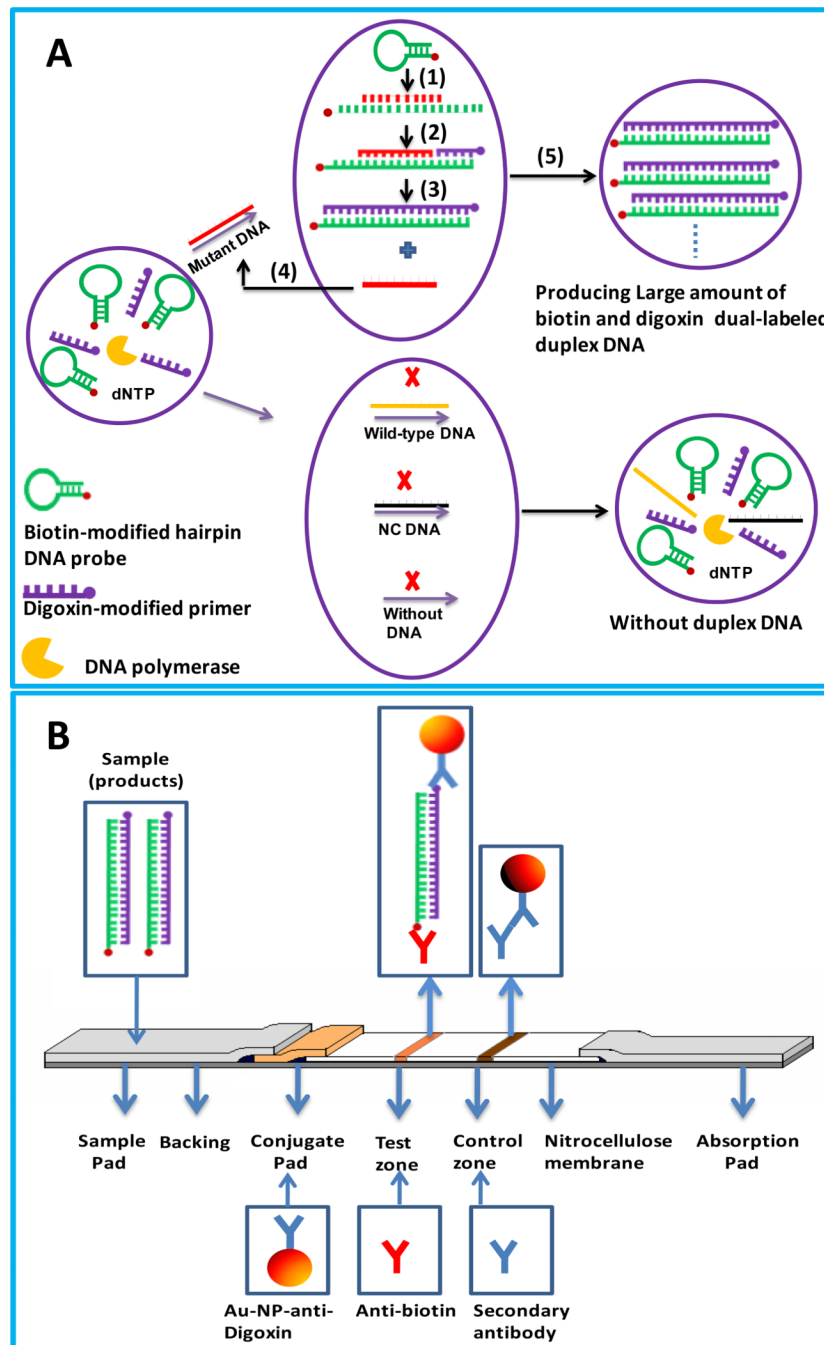 A
(1)
(2)
(3)
(4)
(5)
Mutant DNA
dNTP
Producing Large amount of
biotin and digoxin dual-labeled
duplex DNA
Wild-type DNA
NC DNA
Without
DNA
dNTP
Without duplex DNA
Biotin-modified hairpin
DNA probe
Digoxin-modified primer
DNA polymerase
B
Sample
(products)
Sample
Pad
Backing
Conjugate
Pad
Test
zone
Control
zone
Nitrocellulose
membrane
Absorption
Pad
Au-NP-anti-
Digoxin
Anti-biotin
Secondary
antibody